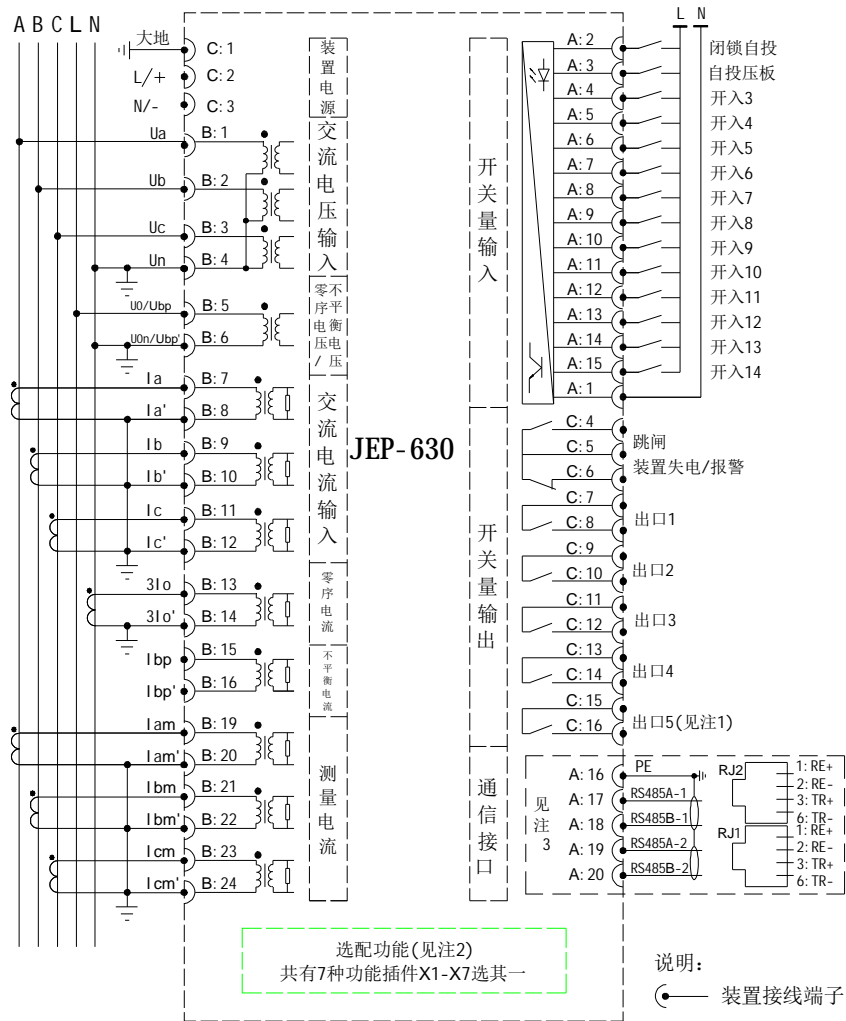 A B C L N
大地
C:1
L/+
C:2
N/-
C:3
装置电源
Ua
B:1
Ub
B:2
Uc
B:3
Un
B:4
交流电压输入
U0/Ubp
B:5
U0n/Ubp'
B:6
零序电压/
不平衡电压
Ia
B:7
Ia'
B:8
Ib
B:9
Ib'
B:10
Ic
B:11
Ic'
B:12
交流电流输入
3Io
B:13
3Io'
B:14
零序电流
Ibp
B:15
Ibp'
B:16
不平衡电流
Iam
B:19
Iam'
B:20
Ibm
B:21
Ibm'
B:22
Icm
B:23
Icm'
B:24
测量电流
JEP-630
L N
开关量输入
A:2
闭锁自投
A:3
自投压板
A:4
开入3
A:5
开入4
A:6
开入5
A:7
开入6
A:8
开入7
A:9
开入8
A:10
开入9
A:11
开入10
A:12
开入11
A:13
开入12
A:14
开入13
A:15
开入14
A:1
开关量输出
C:4
C:5
跳闸
C:6
装置失电/报警
C:7
C:8
出口1
C:9
C:10
出口2
C:11
C:12
出口3
C:13
C:14
出口4
C:15
C:16
出口5(见注1)
通信接口
见注3
A:16
PE
A:17
RS485A-1
A:18
RS485B-1
A:19
RS485A-2
A:20
RS485B-2
RJ2
1:RE+
2:RE-
3:TR+
6:TR-
RJ1
1:RE+
2:RE-
3:TR+
6:TR-
选配功能(见注2)
共有7种功能插件X1-X7选其一
说明:
装置接线端子